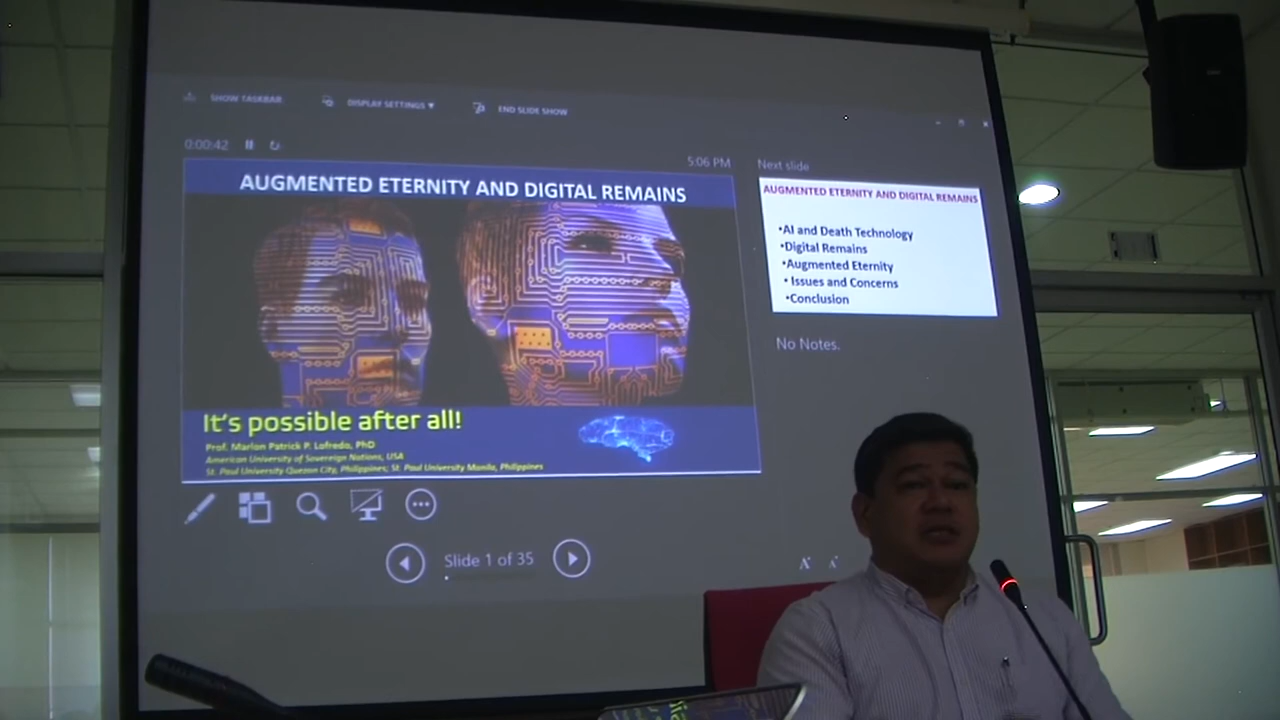 SHOW TASKBAR
DISPLAY SETTINGS ▼
END SLIDE SHOW
0:00:42
5:06 PM
Next slide
AUGMENTED ETERNITY AND DIGITAL REMAINS
It's possible after all!
Prof. Marlon Patrick P. Lofredo, PhD
American University of Sovereign Nations, USA
St. Paul University Quezon City, Philippines; St. Paul University Manila, Philippines
AUGMENTED ETERNITY AND DIGITAL REMAINS
•AI and Death Technology
•Digital Remains
•Augmented Eternity
• Issues and Concerns
•Conclusion
No Notes.
Slide 1 of 35
A A